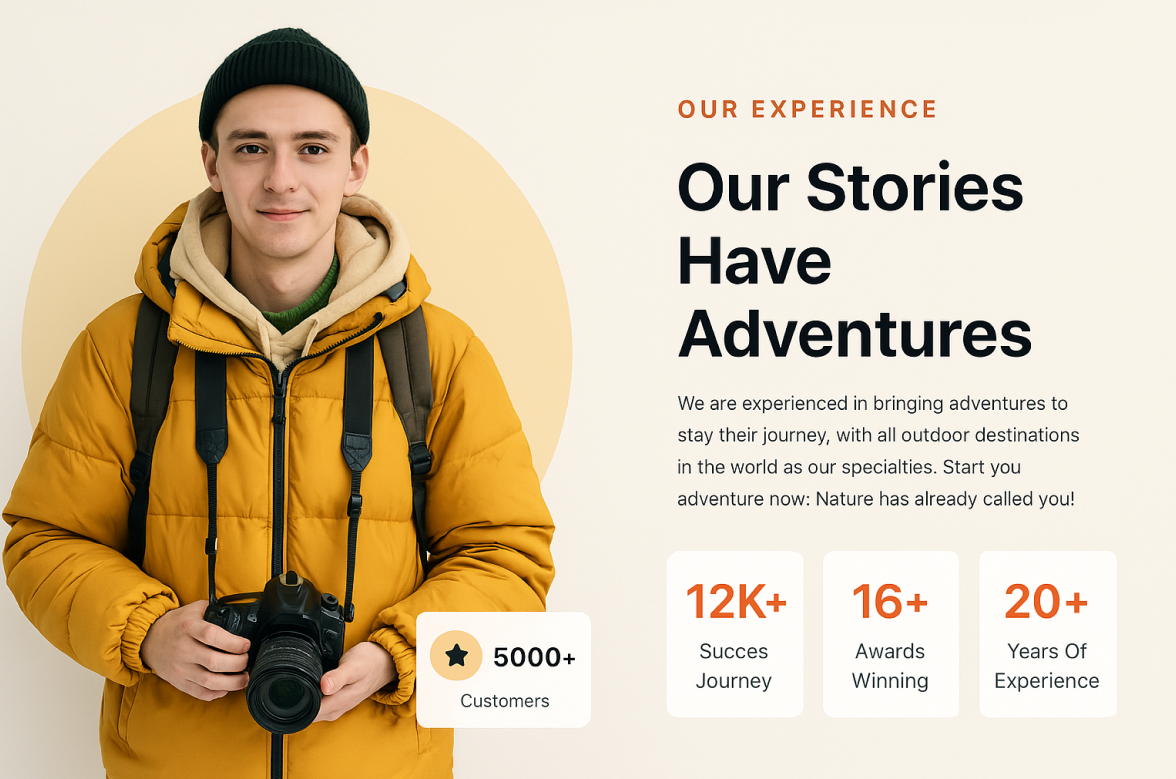 OUR EXPERIENCE
Our Stories
Have
Adventures
We are experienced in bringing adventures to
stay their journey, with all outdoor destinations
in the world as our specialties. Start you
adventure now: Nature has already called you!
12K+
Succes
Journey
16+
Awards
Winning
20+
Years Of
Experience
5000+
Customers